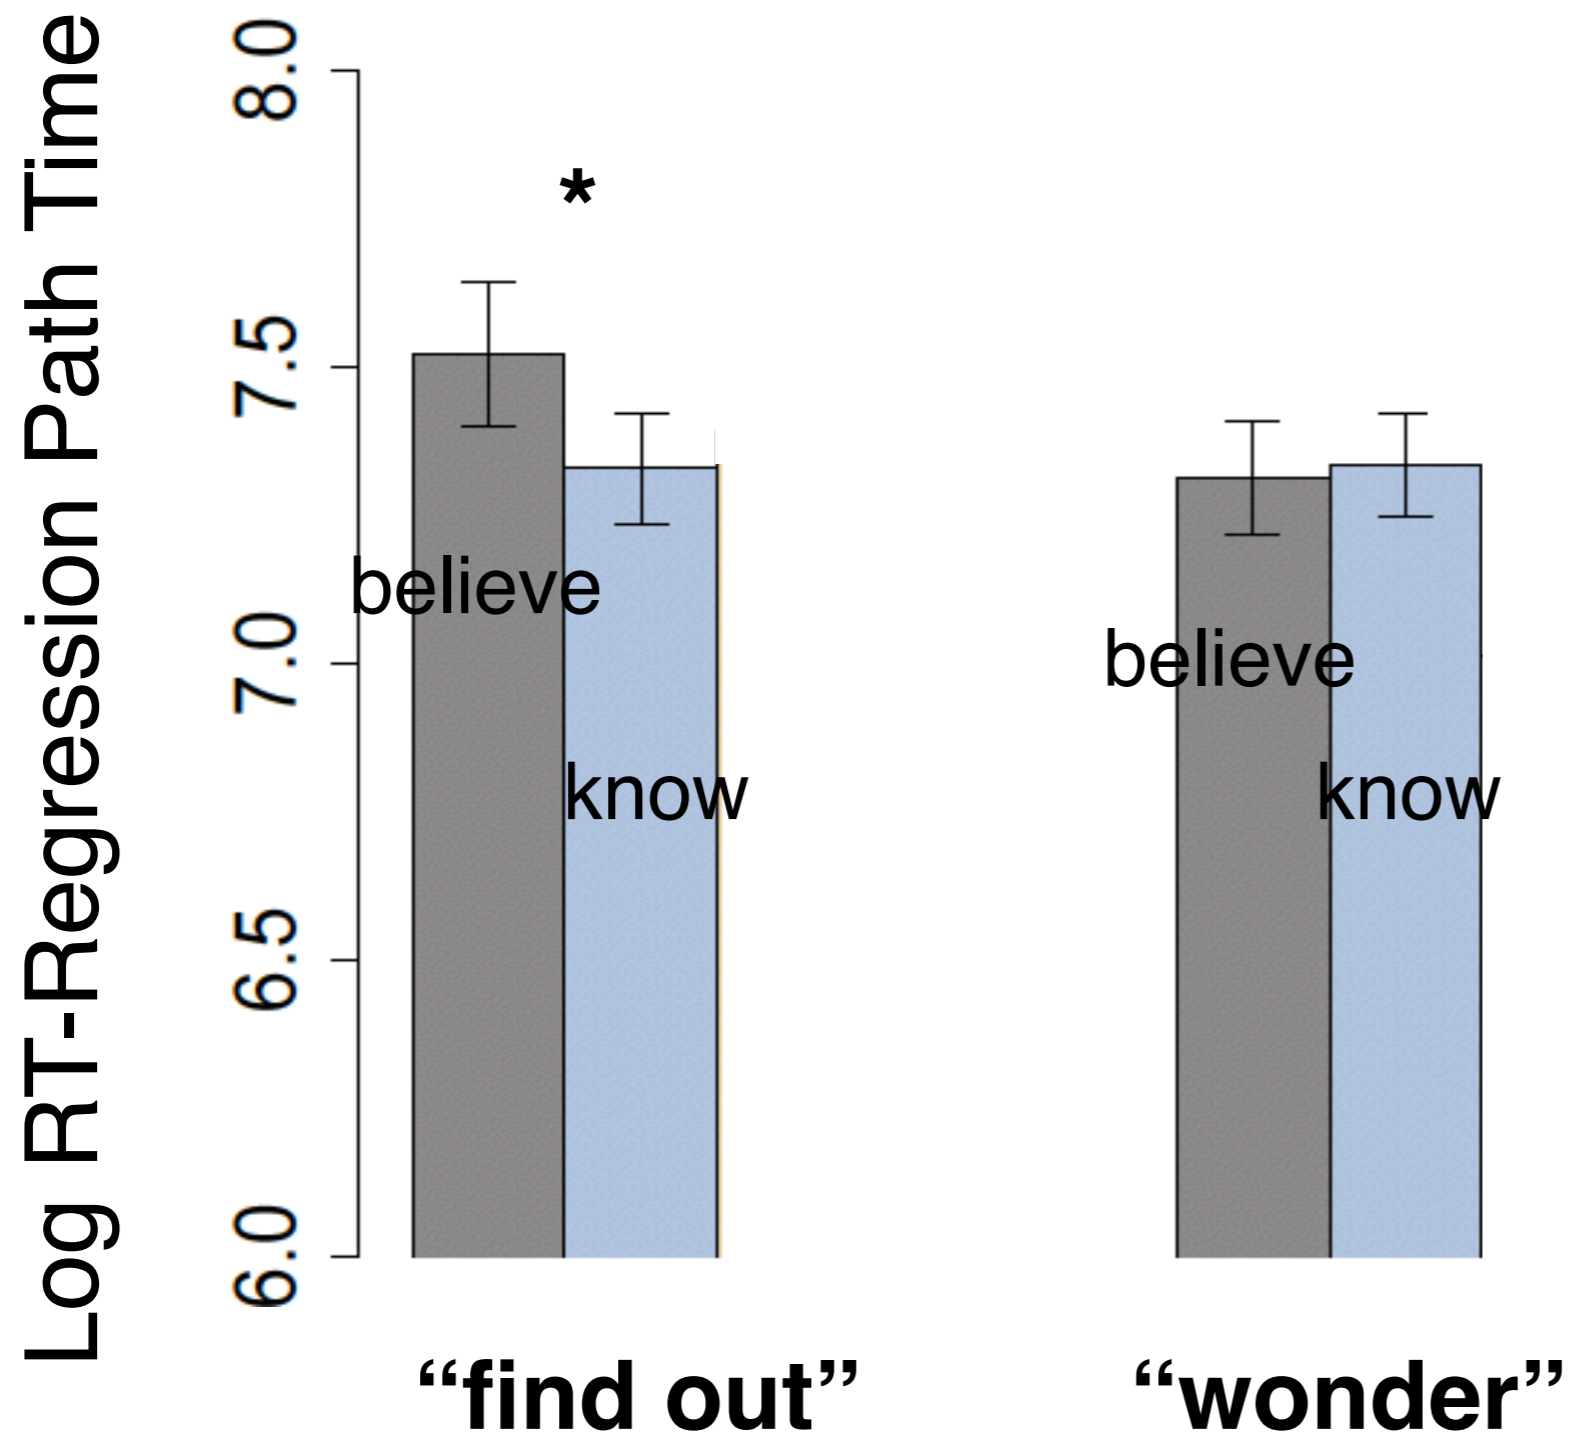 Log RT-Regression Path Time
8.0
7.5
7.0
6.5
6.0
*
believe
know
believe
know
“find out”
“wonder”